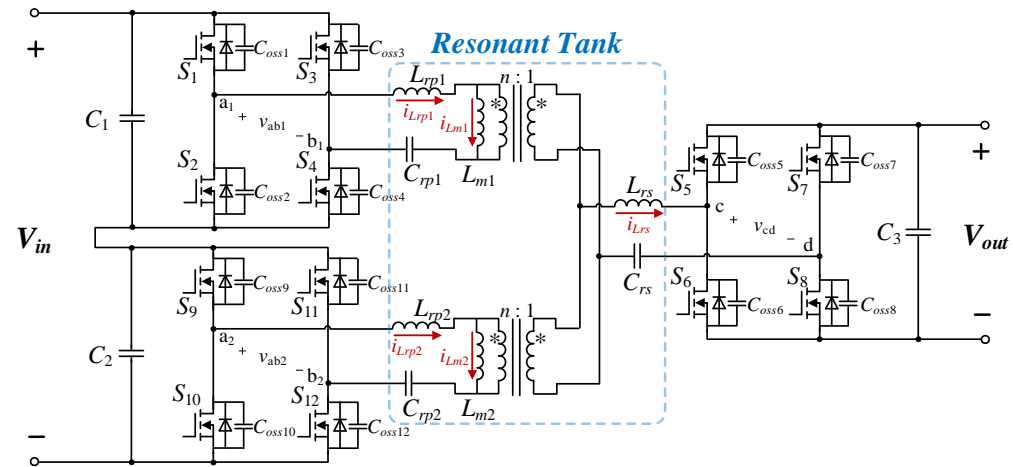 Resonant Tank
+
S1
Coss1
S3
Coss3
Lrp1
n : 1
iLrp1
iLm1
*
*
a1
+
vab1
-
b1
C1
S2
Coss2
S4
Coss4
Crp1
Lm1
S5
Coss5
S7
Coss7
+
Lrs
c
+
vcd
-
d
iLrs
C3
Vout
Vin
Crs
S9
Coss9
S11
Coss11
S6
Coss6
S8
Coss8
-
Lrp2
n : 1
iLrp2
iLm2
*
*
a2
+
vab2
-
b2
C2
S10
Coss10
S12
Coss12
Crp2
Lm2
-